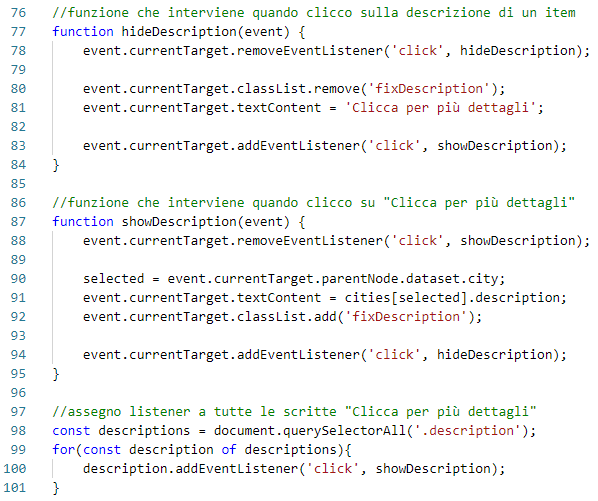 76 //funzione che interviene quando clicco sulla descrizione di un item
77 function hideDescription(event) {
78     event.currentTarget.removeEventListener('click', hideDescription);
79
80     event.currentTarget.classList.remove('fixDescription');
81     event.currentTarget.textContent = 'Clicca per più dettagli';
82
83     event.currentTarget.addEventListener('click', showDescription);
84 }
85
86 //funzione che interviene quando clicco su "Clicca per più dettagli"
87 function showDescription(event) {
88     event.currentTarget.removeEventListener('click', showDescription);
89
90     selected = event.currentTarget.parentNode.dataset.city;
91     event.currentTarget.textContent = cities[selected].description;
92     event.currentTarget.classList.add('fixDescription');
93
94     event.currentTarget.addEventListener('click', hideDescription);
95 }
96
97 //assegno listener a tutte le scritte "Clicca per più dettagli"
98 const descriptions = document.querySelectorAll('.description');
99 for(const description of descriptions){
100     description.addEventListener('click', showDescription);
101 }